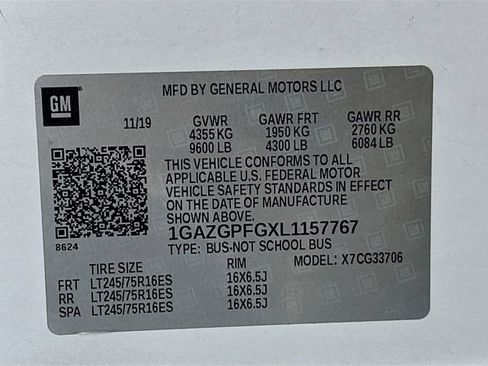 GM
MFD BY GENERAL MOTORS LLC
11/19 GVWR GAWR FRT GAWR RR
4355 KG 1950 KG 2760 KG
9600 LB 4300 LB 6084 LB
THIS VEHICLE CONFORMS TO ALL
APPLICABLE U.S. FEDERAL MOTOR
VEHICLE SAFETY STANDARDS IN EFFECT
ON THE DATE OF MANUFACTURE
SHOWN ABOVE.
8624
1GAZGPFGXL1157767
TYPE: BUS-NOT SCHOOL BUS
TIRE SIZE RIM MODEL: X7CG33706
FRT LT245/75R16ES 16X6.5J
RR LT245/75R16ES 16X6.5J
SPA LT245/75R16ES 16X6.5J